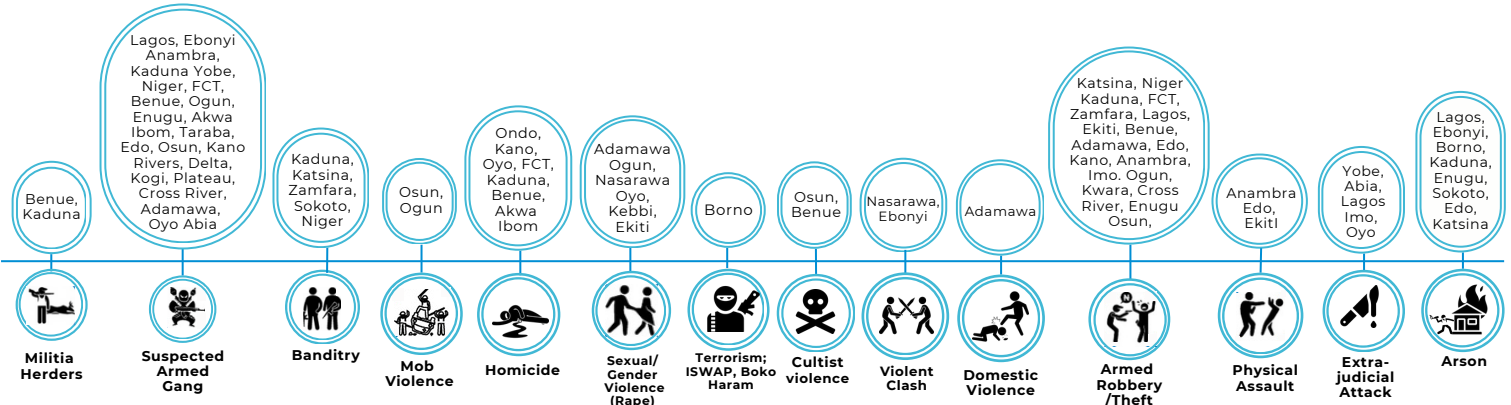 Benue,
Kaduna
Militia
Herders
Lagos, Ebonyi
Anambra,
Kaduna Yobe,
Niger, FCT,
Benue, Ogun,
Enugu, Akwa
Ibom, Taraba,
Edo, Osun, Kano
Rivers, Delta,
Kogi, Plateau,
Cross River,
Adamawa,
Oyo Abia
Suspected
Armed
Gang
Kaduna,
Katsina,
Zamfara,
Sokoto,
Niger
Banditry
Osun,
Ogun
Mob
Violence
Ondo,
Kano,
Oyo, FCT,
Kaduna,
Benue,
Akwa
Ibom
Homicide
Adamawa
Ogun,
Nasarawa
Oyo,
Kebbi,
Ekiti
Sexual/
Gender
Violence
(Rape)
Borno
Terrorism;
ISWAP, Boko
Haram
Osun,
Benue
Cultist
violence
Nasarawa,
Ebonyi
Violent
Clash
Adamawa
Domestic
Violence
Katsina, Niger
Kaduna, FCT,
Zamfara, Lagos,
Ekiti, Benue,
Adamawa, Edo,
Kano, Anambra,
Imo. Ogun,
Kwara, Cross
River, Enugu
Osun,
Armed
Robbery
/Theft
Anambra
Edo,
Ekitl
Physical
Assault
Yobe,
Abia,
Lagos
Imo,
Oyo
Extra-
judicial
Attack
Lagos,
Ebonyi,
Borno,
Kaduna,
Enugu,
Sokoto,
Edo,
Katsina
Arson